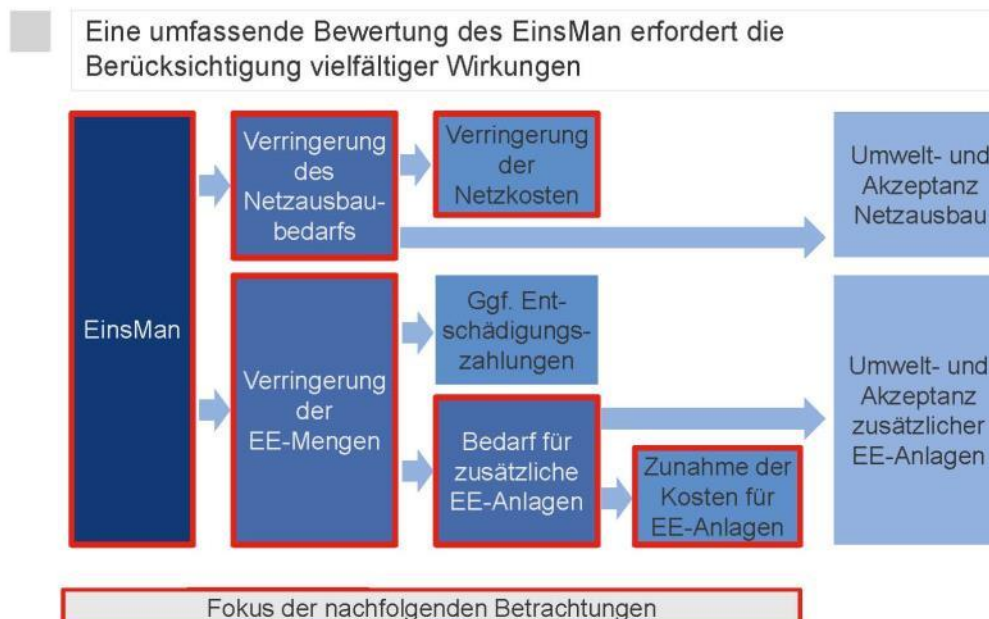 Eine umfassende Bewertung des EinsMan erfordert die
Berücksichtigung vielfältiger Wirkungen
EinsMan
Verringerung
des
Netzausbau-
bedarfs
Verringerung
der
Netzkosten
Umwelt- und
Akzeptanz
Netzausbau
Verringerung
der
EE-Mengen
Ggf. Ent-
schädigungs-
zahlungen
Bedarf für
zusätzliche
EE-Anlagen
Zunahme der
Kosten für
EE-Anlagen
Umwelt- und
Akzeptanz
zusätzlicher
EE-Anlagen
Fokus der nachfolgenden Betrachtungen